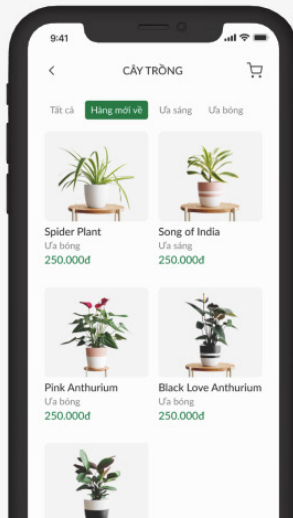 9:41
CÂY TRỒNG
Tất cả Hàng mới về Ưa sáng Ưa bóng
Spider Plant Song of India
Ưa bóng Ưa sáng
250.000đ 250.000đ
Pink Anthurium Black Love Anthurium
Ưa bóng Ưa bóng
250.000đ 250.000đ